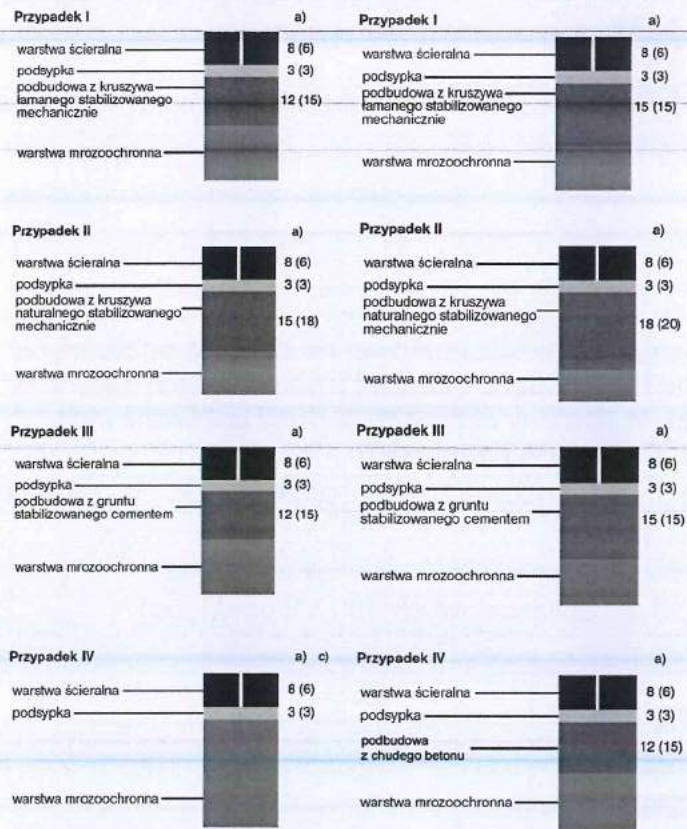 Przypadek I a)
warstwa ścieralna 8 (6)
podsypka 3 (3)
podbudowa z kruszywa
łamanego stabilizowanego 12 (15)
mechanicznie
warstwa mrozoochronna
Przypadek II a)
warstwa ścieralna 8 (6)
podsypka 3 (3)
podbudowa z kruszywa
naturalnego stabilizowanego
mechanicznie 15 (18)
warstwa mrozoochronna
Przypadek III a)
warstwa ścieralna 8 (6)
podsypka 3 (3)
podbudowa z gruntu
stabilizowanego cementem 12 (15)
warstwa mrozoochronna
Przypadek IV a) c)
warstwa ścieralna 8 (6)
podsypka 3 (3)
warstwa mrozoochronna
Przypadek I a)
warstwa ścieralna 8 (6)
podsypka 3 (3)
podbudowa z kruszywa
łamanego stabilizowanego 15 (15)
mechanicznie
warstwa mrozoochronna
Przypadek II a)
warstwa ścieralna 8 (6)
podsypka 3 (3)
podbudowa z kruszywa
naturalnego stabilizowanego
mechanicznie 18 (20)
warstwa mrozoochronna
Przypadek III a)
warstwa ścieralna 8 (6)
podsypka 3 (3)
podbudowa z gruntu
stabilizowanego cementem 15 (15)
warstwa mrozoochronna
Przypadek IV a)
warstwa ścieralna 8 (6)
podsypka 3 (3)
podbudowa 12 (15)
z chudego betonu
warstwa mrozoochronna